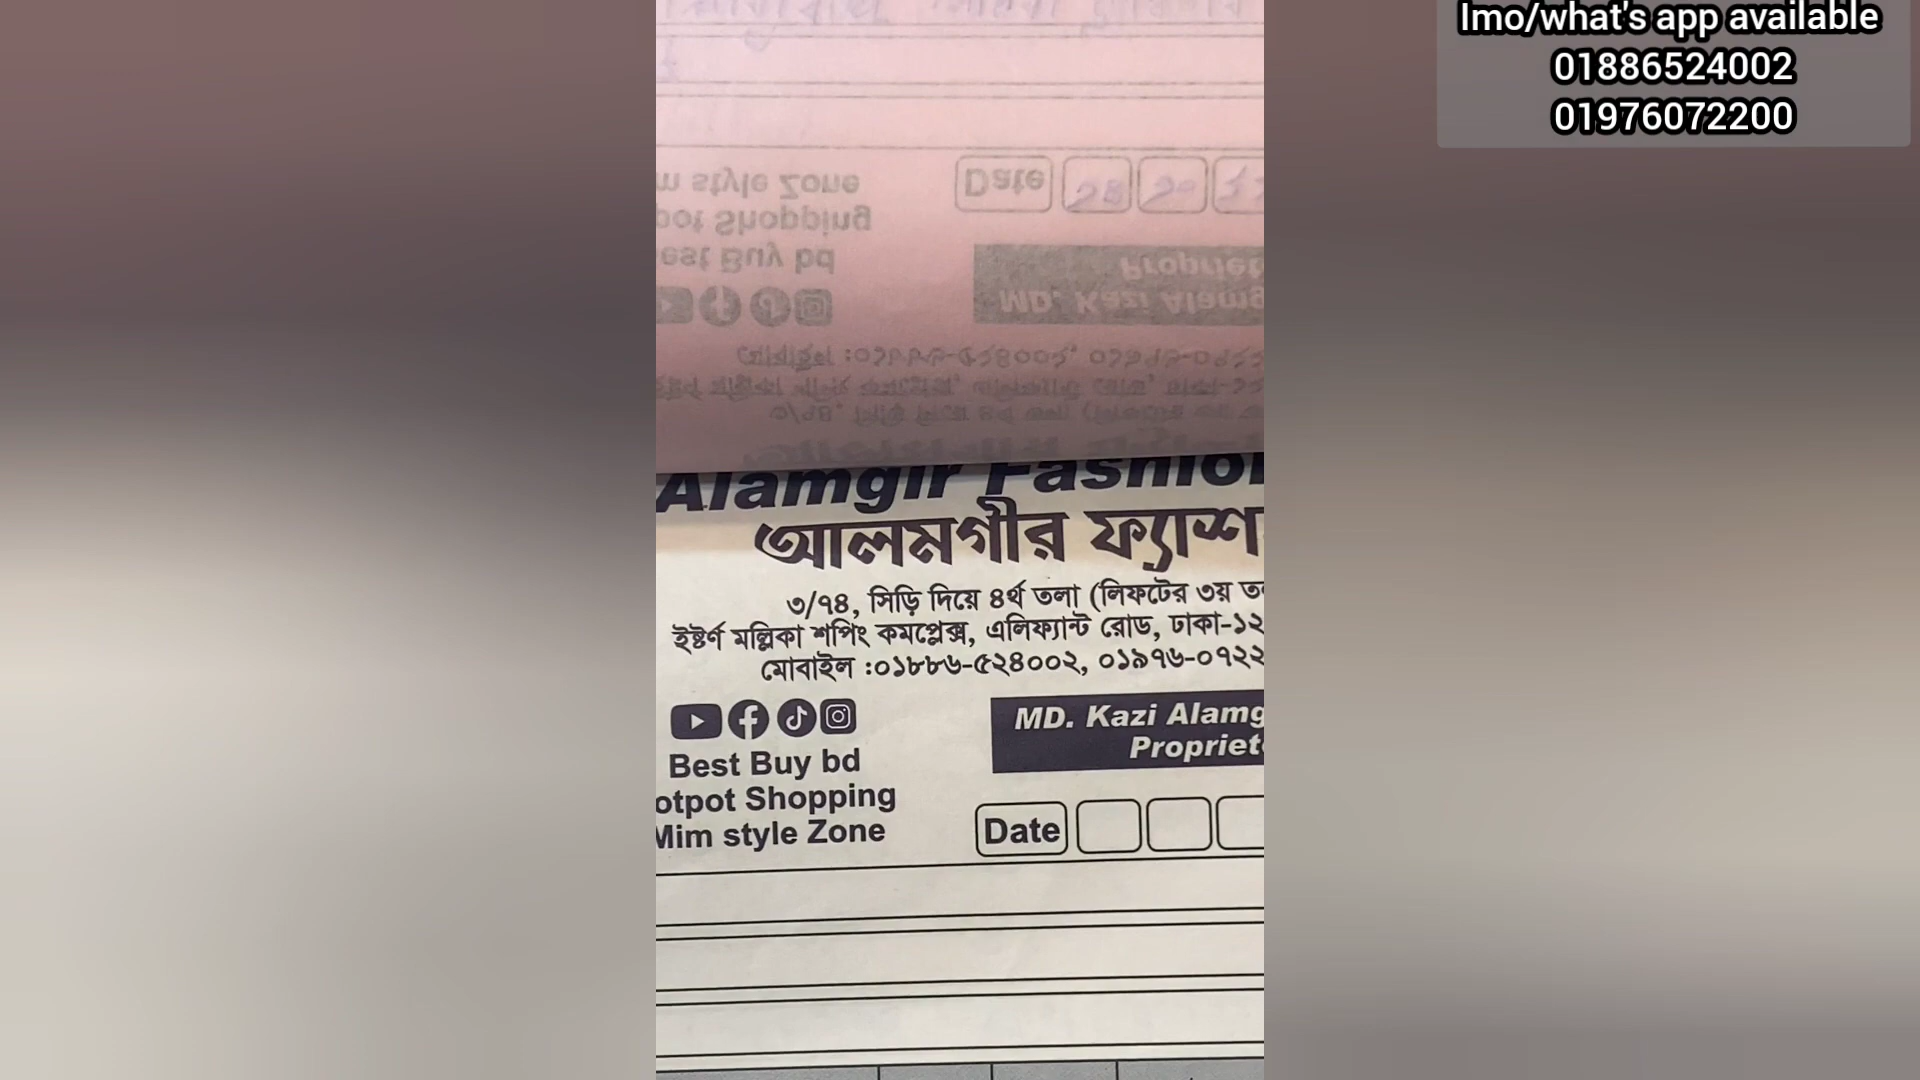 Imo/what's app available
01886524002
01976072200
Alamgir Fashion
আলমগীর ফ্যাশ
৩/৭৪, সিড়ি দিয়ে ৪র্থ তলা (লিফটের ৩য় ত
ইষ্টর্ণ মল্লিকা শপিং কমপ্লেক্স, এলিফ্যান্ট রোড, ঢাকা-১২
মোবাইল :০১৮৮৬-৫২৪০০২, ০১৯৭৬-০৭২২
Best Buy bd
otpot Shopping
Mim style Zone
MD. Kazi Alamg
Propriet
Date